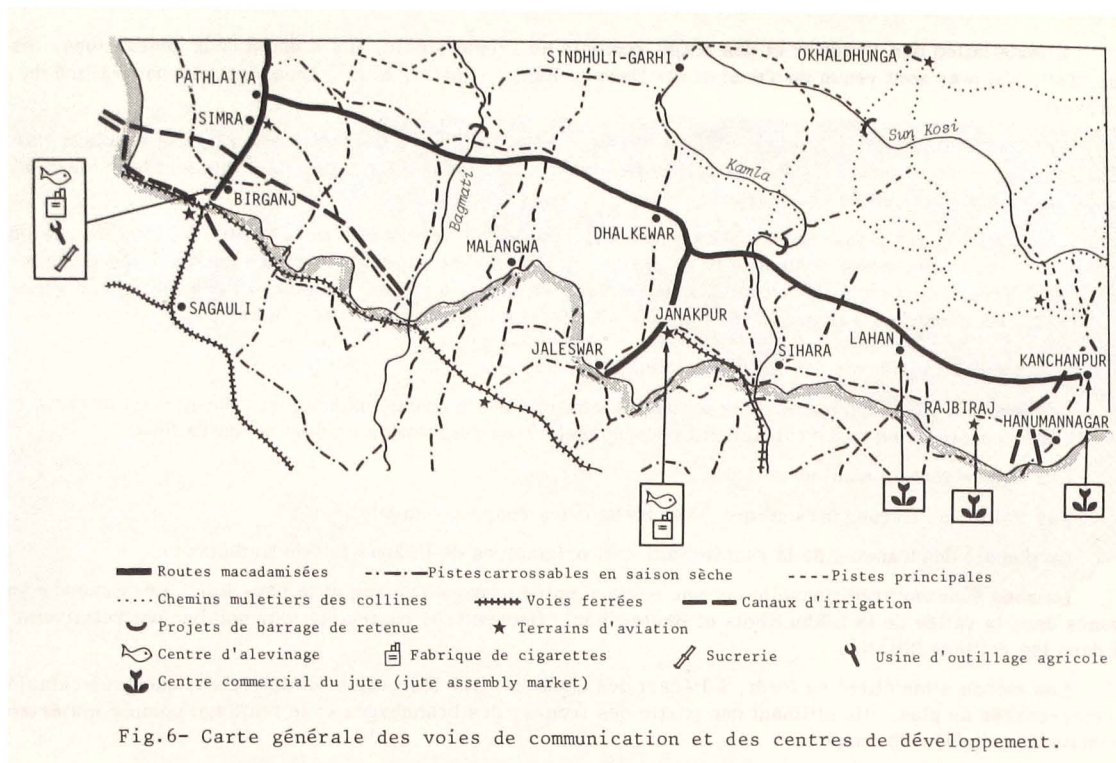 OKHALDHUNGA
SINDHULI-GARHI
PATHLAIYA
SIMRA
Sun Kosi
Kamla
BIRGANJ
Bagmati
DHALKEWAR
MALANGWA
SAGAULI
JANAKPUR
LAHAN
JALESWAR
SIHARA
KANCHANPUR
RAJBIRAJ
HANUMANNAGAR
Routes macadamisées Pistes carrossables en saison sèche Pistes principales
Chemins muletiers des collines Voies ferrées Canaux d'irrigation
Projets de barrage de retenue Terrains d'aviation
Centre d'alevinage Fabrique de cigarettes Sucrerie Usine d'outillage agricole
Centre commercial du jute (jute assembly market)
Fig.6- Carte générale des voies de communication et des centres de développement.